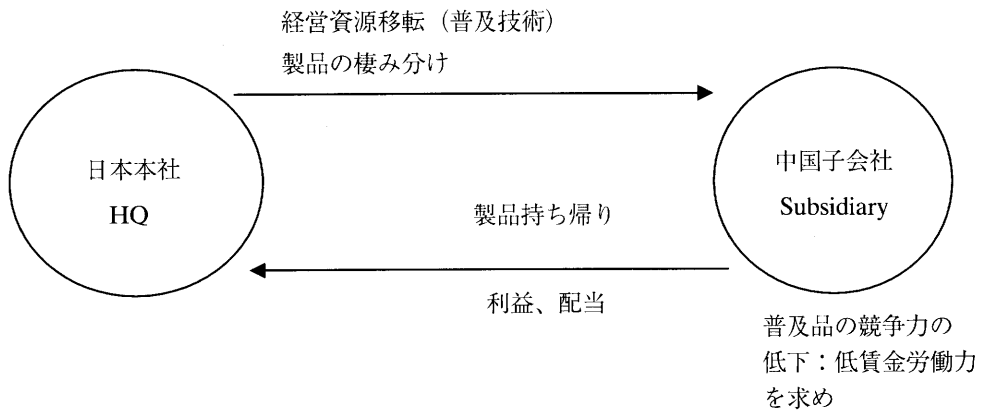 経営資源移転（普及技術）
製品の棲み分け
日本本社
HQ
中国子会社
Subsidiary
製品持ち帰り
利益、配当
普及品の競争力の
低下：低賃金労働力
を求め